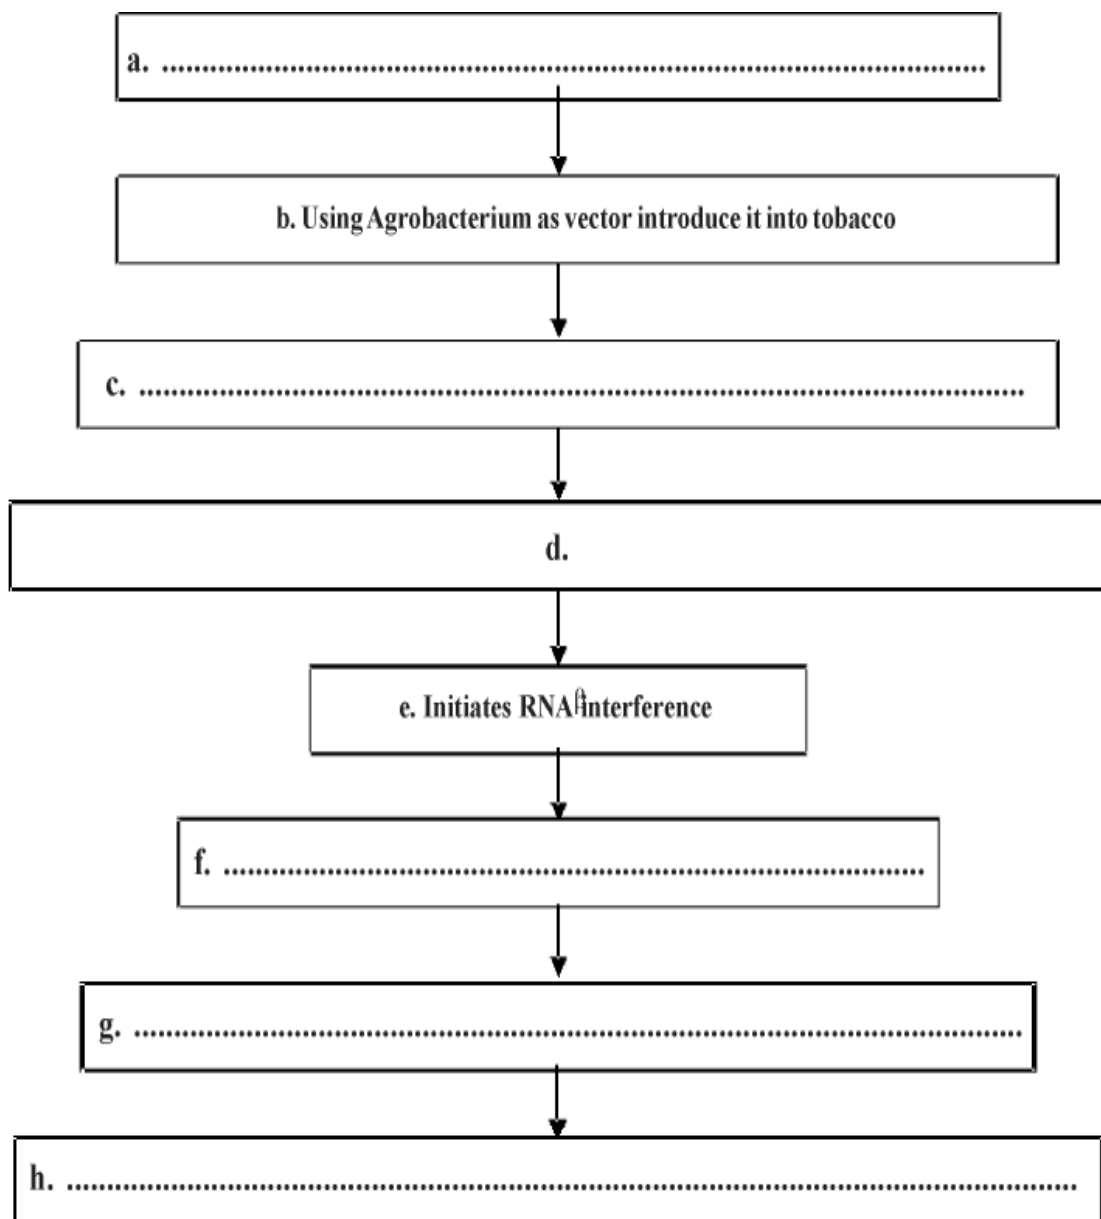 a. ........................................................................................................
b. Using Agrobacterium as vector introduce it into tobacco
c. ................................................................................................................
d.
e. Initiates RNA interference
f. ........................................................................................
g. ................................................................................................................
h. ................................................................................................................................